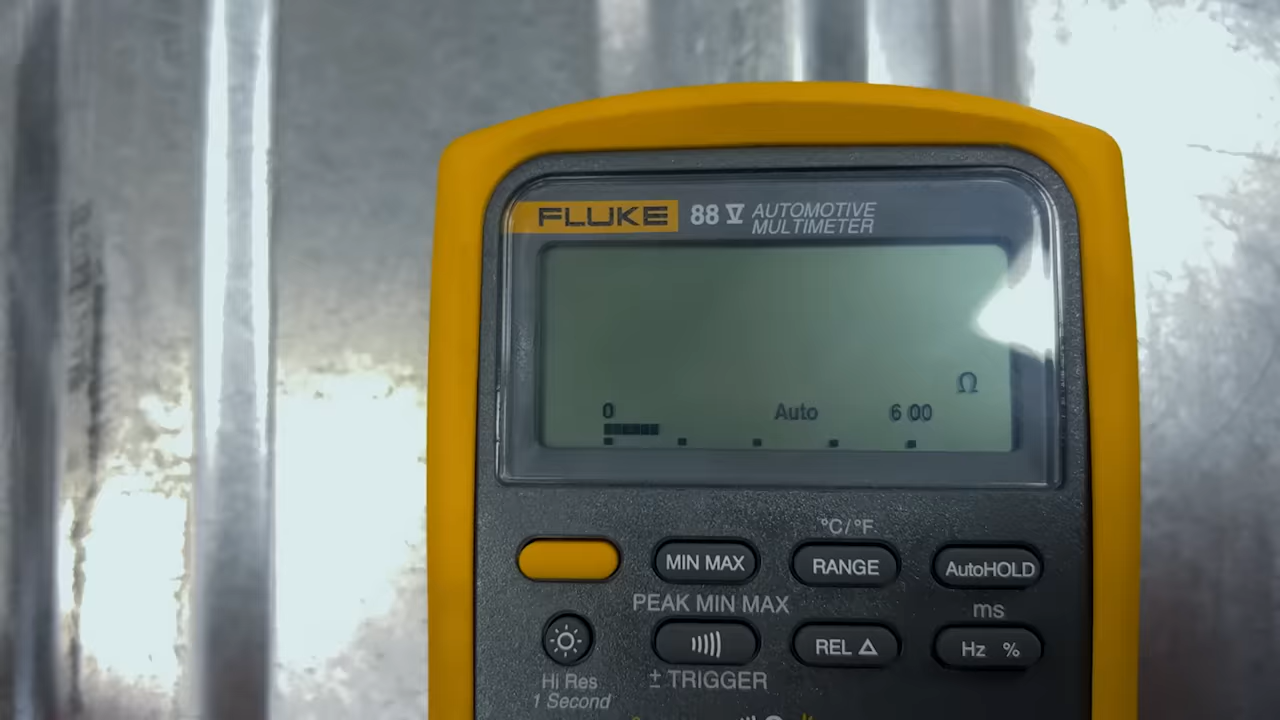 FLUKE 88 V AUTOMOTIVE
MULTIMETER
Ω
0 Auto 6 00
°C/°F
MIN MAX RANGE AutoHOLD
PEAK MIN MAX ms
REL Δ Hz %
Hi Res ± TRIGGER
1 Second